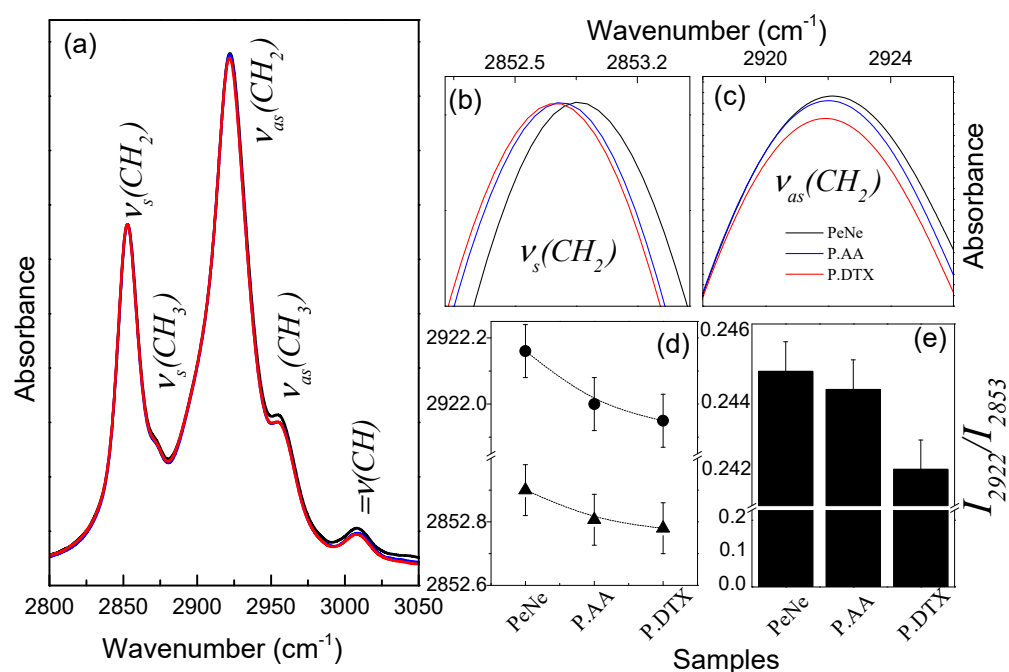 (a)
ν_s(CH_2)
ν_s(CH_3)
ν_as(CH_2)
ν_as(CH_3)
=ν(CH)
Absorbance
2800 2850 2900 2950 3000 3050
Wavenumber (cm^-1)
Wavenumber (cm^-1)
2852.5 2853.2
(b)
ν_s(CH_2)
2920 2924
(c)
ν_as(CH_2)
PeNe
P.AA
P.DTX
Absorbance
(d)
2922.2
2922.0
2852.8
2852.6
PeNe P.AA P.DTX
(e)
0.246
0.244
0.242
0.2
0.1
0.0
I_2922/I_2853
PeNe P.AA P.DTX
Samples